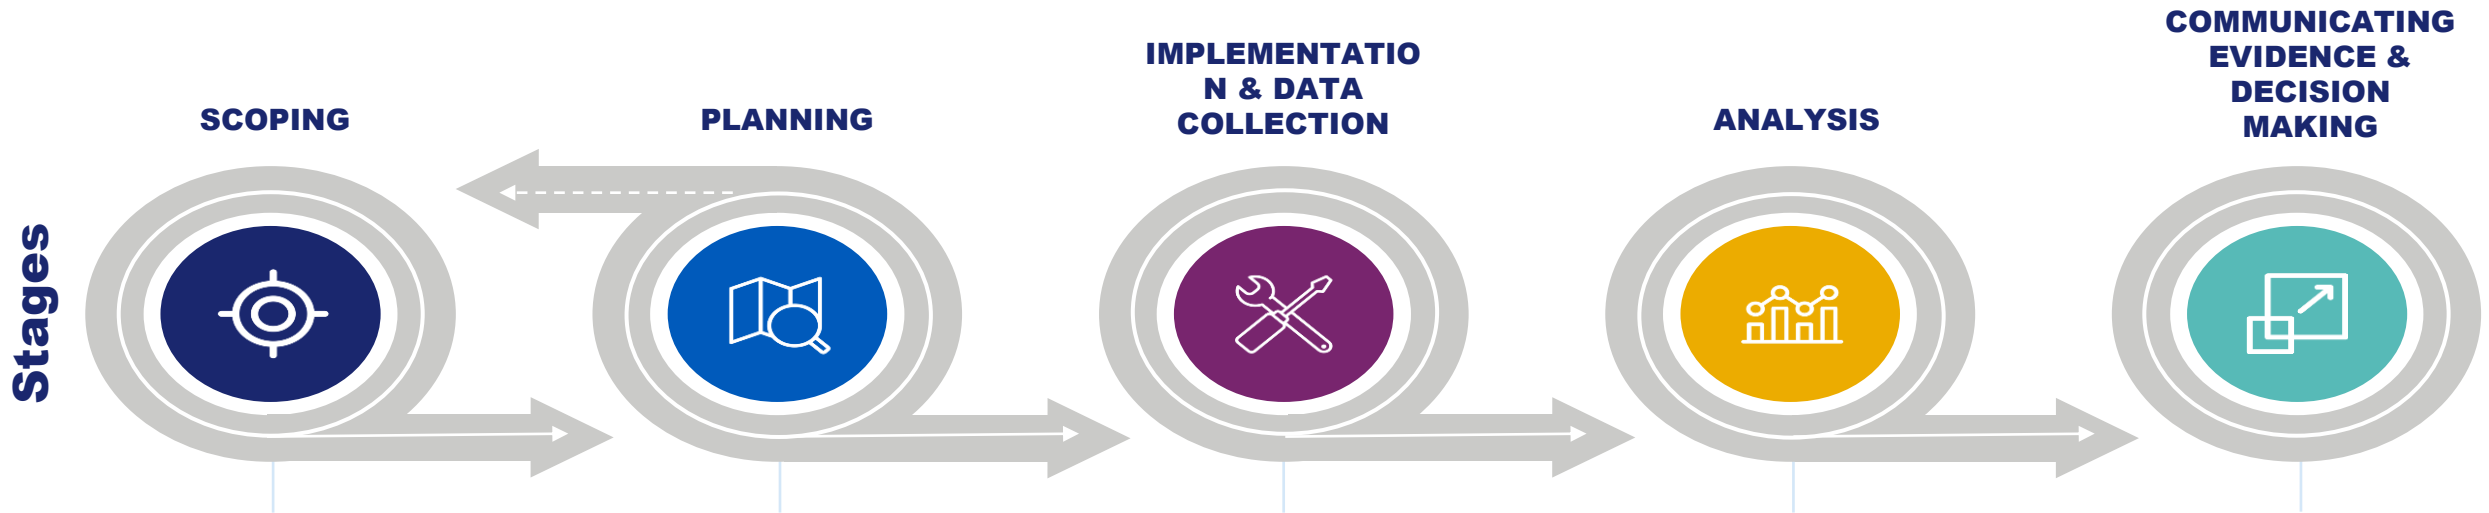 Stages
SCOPING
PLANNING
IMPLEMENTATIO
N & DATA
COLLECTION
ANALYSIS
COMMUNICATING
EVIDENCE &
DECISION
MAKING